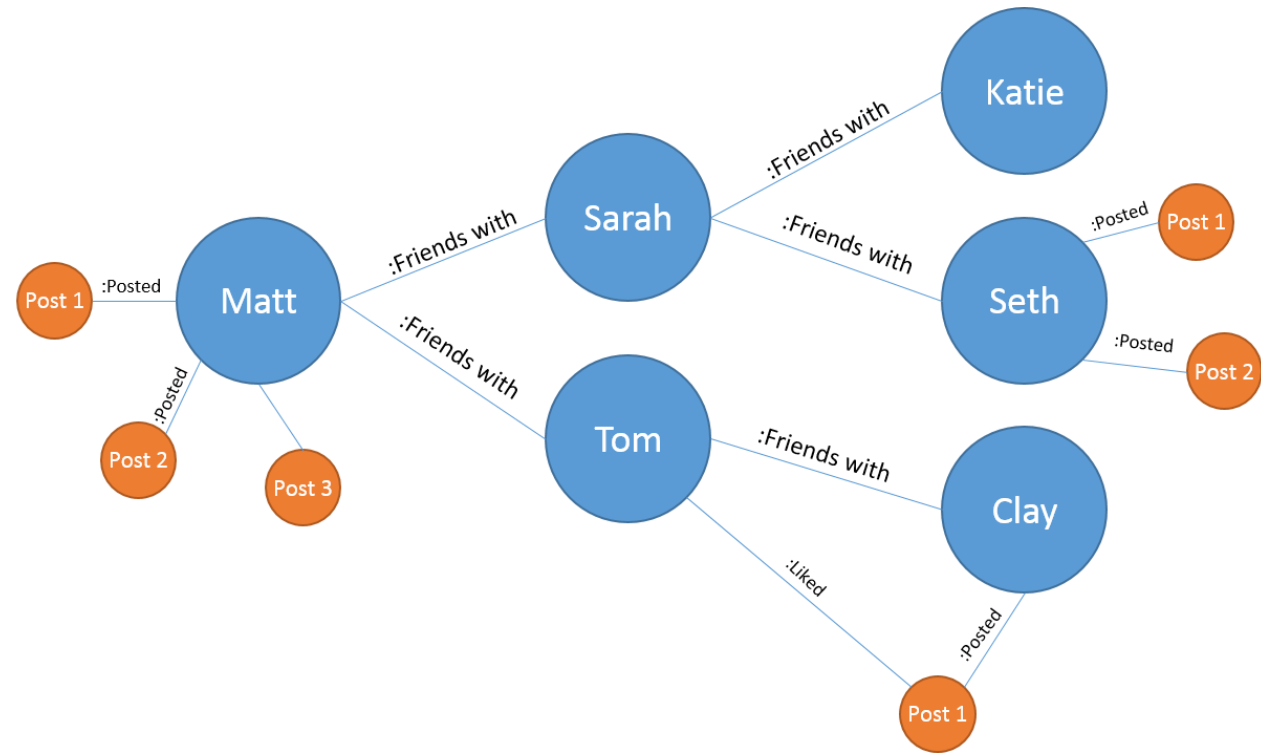 Katie
:Friends with
Sarah
:Posted
Post 1
:Friends with
:Friends with
Matt
:Posted
Post 1
Seth
:Friends with
:Posted
Post 2
:Posted
Post 2
Post 3
Tom
:Friends with
Clay
:Liked
:Posted
Post 1